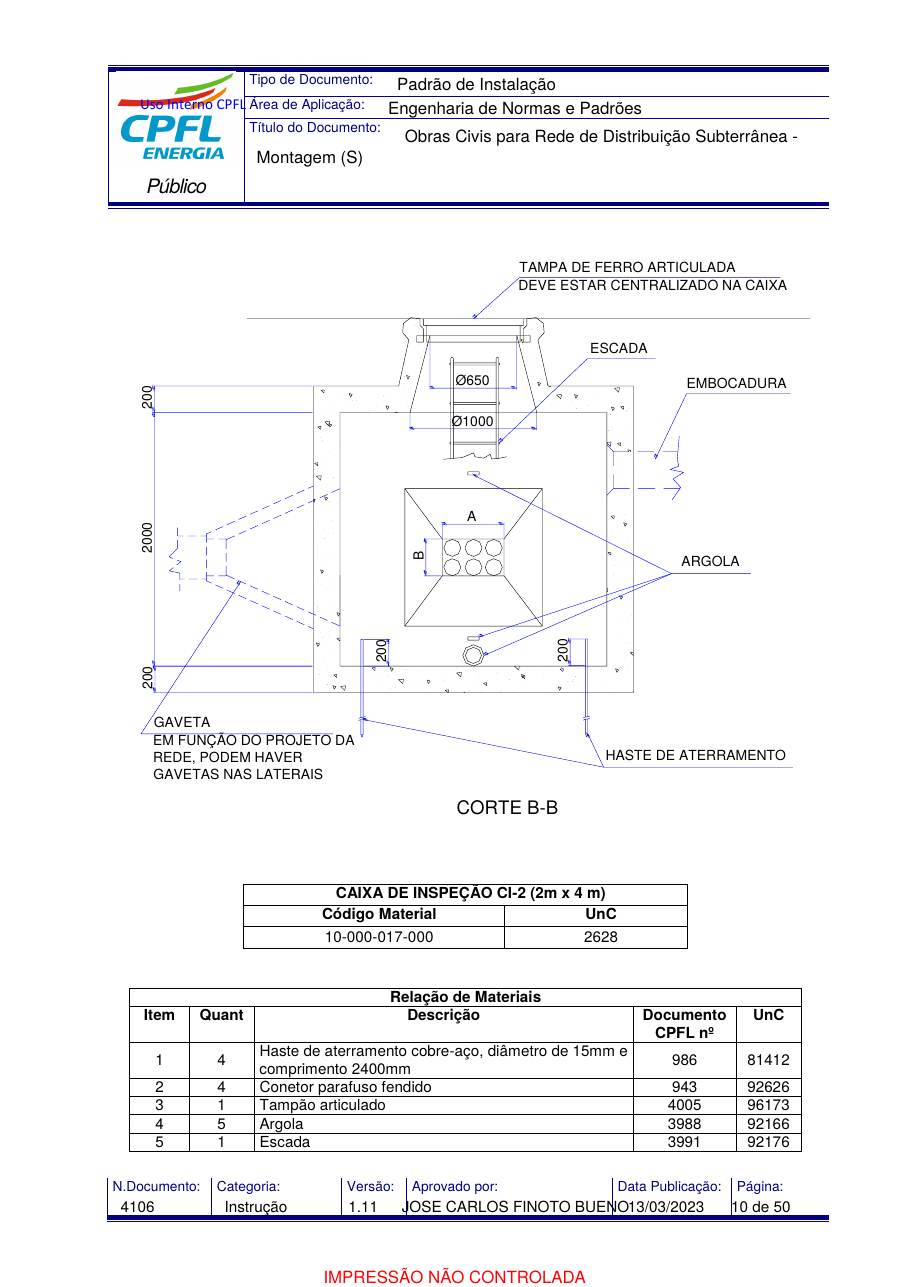 Tipo de Documento: Padrão de Instalação
Uso Interno CPFL
Área de Aplicação: Engenharia de Normas e Padrões
Título do Documento: Obras Civis para Rede de Distribuição Subterrânea -
Montagem (S)
CPFL
ENERGIA
Público
TAMPA DE FERRO ARTICULADA
DEVE ESTAR CENTRALIZADO NA CAIXA
ESCADA
EMBOCADURA
Ø650
200
Ø1000
A
2000
B
ARGOLA
200
200
200
GAVETA
EM FUNÇÃO DO PROJETO DA
REDE, PODEM HAVER
GAVETAS NAS LATERAIS
HASTE DE ATERRAMENTO
CORTE B-B
CAIXA DE INSPEÇÃO CI-2 (2m x 4 m)
Código Material UnC
10-000-017-000 2628
Relação de Materiais
Item Quant Descrição Documento UnC
CPFL nº
1 4 Haste de aterramento cobre-aço, diâmetro de 15mm e 986 81412
comprimento 2400mm
2 4 Conetor parafuso fendido 943 92626
3 1 Tampão articulado 4005 96173
4 5 Argola 3988 92166
5 1 Escada 3991 92176
N.Documento: Categoria: Versão: Aprovado por: Data Publicação: Página:
4106 Instrução 1.11 JOSE CARLOS FINOTO BUENO 13/03/2023 10 de 50
IMPRESSÃO NÃO CONTROLADA